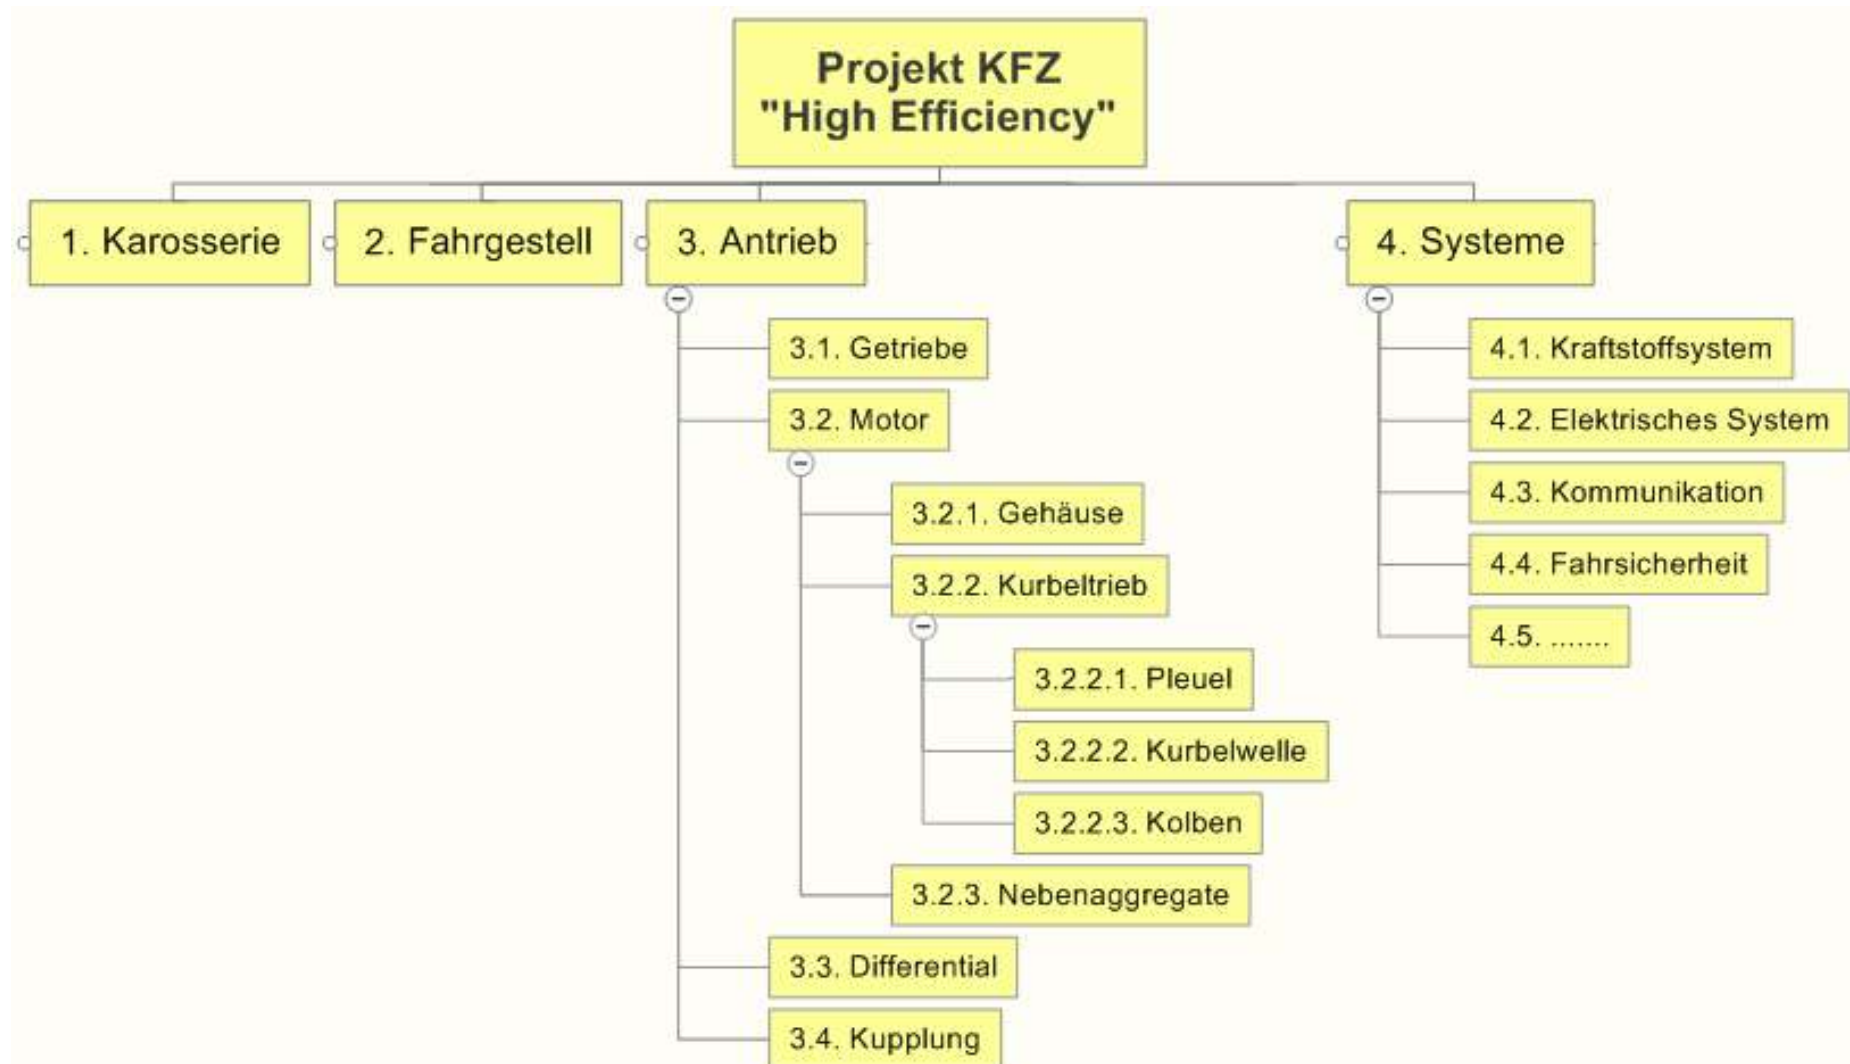 Projekt KFZ
"High Efficiency"
1. Karosserie
2. Fahrgestell
3. Antrieb
4. Systeme
3.1. Getriebe
3.2. Motor
3.2.1. Gehäuse
3.2.2. Kurbeltrieb
3.2.2.1. Pleuel
3.2.2.2. Kurbelwelle
3.2.2.3. Kolben
3.2.3. Nebenaggregate
3.3. Differential
3.4. Kupplung
4.1. Kraftstoffsystem
4.2. Elektrisches System
4.3. Kommunikation
4.4. Fahrsicherheit
4.5. .......